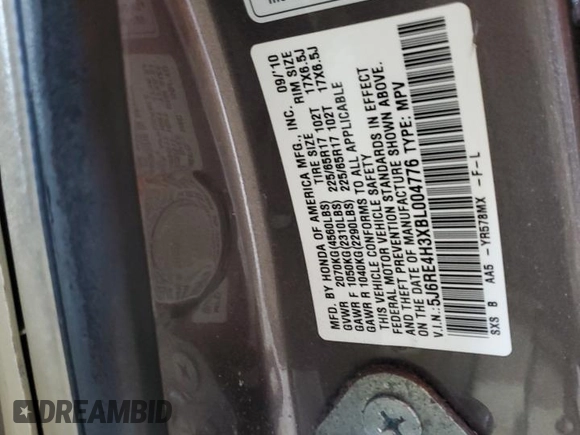 MFD. BY HONDA OF AMERICA MFG., INC. 09/'10
GVWR 2070KG(4560LBS) TIRE SIZE RIM SIZE
GAWR F 1050KG(2310LBS) 225/65R17 102T 17X6.5J
GAWR R 1040KG(2290LBS) 225/65R17 102T 17X6.5J
THIS VEHICLE CONFORMS TO ALL APPLICABLE
FEDERAL MOTOR VEHICLE SAFETY
AND THEFT PREVENTION STANDARDS IN EFFECT
ON THE DATE OF MANUFACTURE SHOWN ABOVE.
V.I.N.:5J6RE4H3XBL004776 TYPE: MPV
SXS B AA5 - YR578MX - F-L
DREAMBID